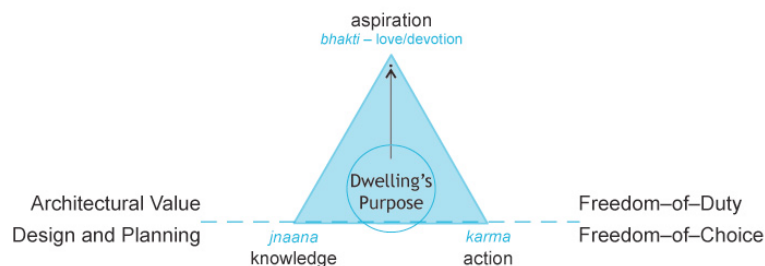 aspiration
bhakti – love/devotion
Dwelling's
Purpose
Architectural Value
Freedom–of–Duty
Design and Planning
jnaana
karma
Freedom–of–Choice
knowledge
action